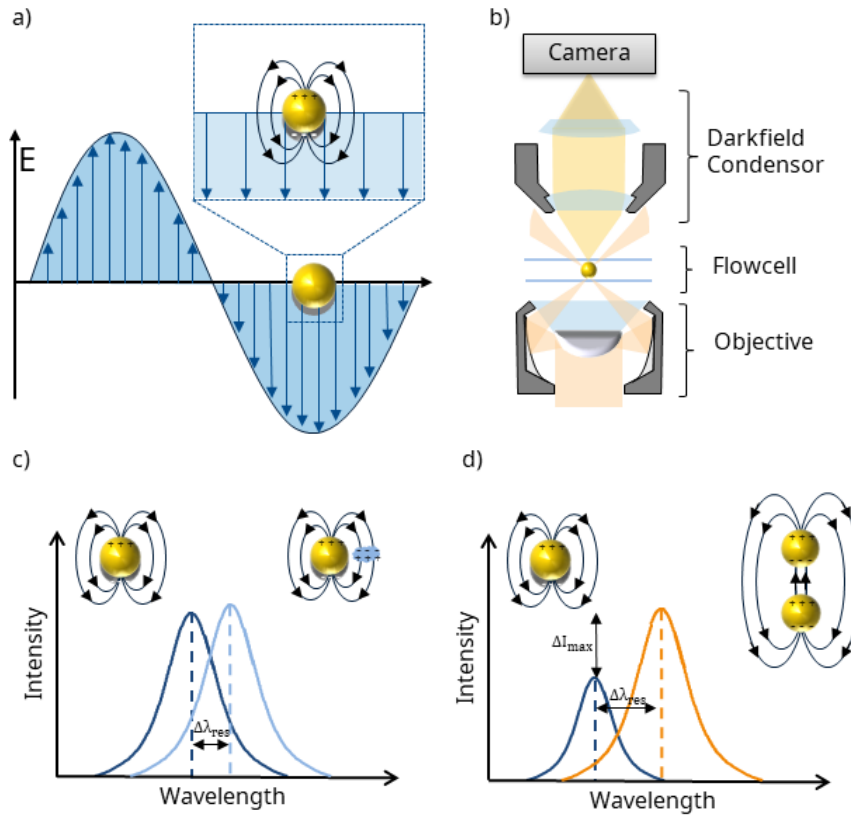 a)
E
+++
b)
Camera
Darkfield
Condensor
Flowcell
Objective
c)
+++
+++
Intensity
Δλres
Wavelength
d)
+++
+++
+++
Intensity
ΔImax
Δλres
Wavelength